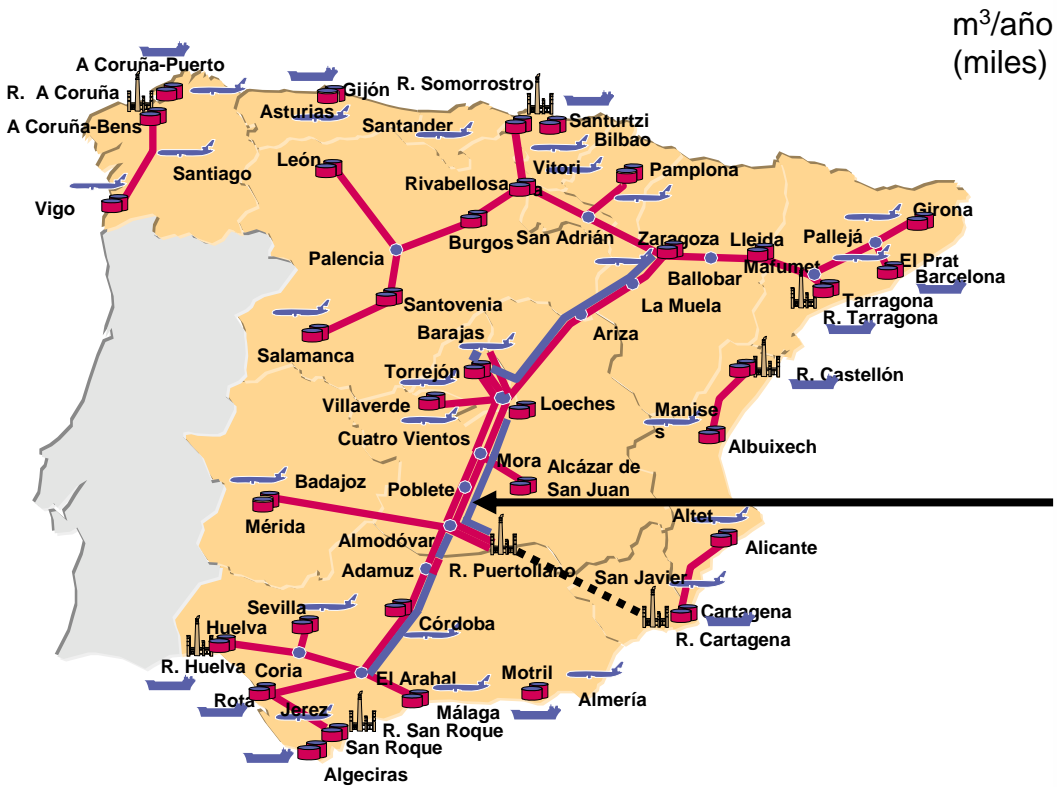 m³/año
(miles)
A Coruña-Puerto
R. A Coruña
A Coruña-Bens
Santiago
Vigo
Gijón
Asturias
R. Somorrostro
Santander
Santurtzi
Bilbao
León
Vitori
a
Rivabellosa
Pamplona
Burgos
San Adrián
Palencia
Zaragoza
Lleida
Pallejá
Girona
Ballobar
Mafumet
El Prat
Barcelona
La Muela
Tarragona
R. Tarragona
Santovenia
Ariza
Salamanca
Barajas
Torrejón
R. Castellón
Villaverde
Loeches
Manise
s
Cuatro Vientos
Albuixech
Mora
Alcázar de
San Juan
Badajoz
Poblete
Mérida
Almodóvar
Altet
Alicante
Adamuz
R. Puertollano
San Javier
Sevilla
Huelva
Córdoba
Cartagena
R. Cartagena
R. Huelva
Coria
El Arahal
Motril
Almería
Rota
Jerez
Málaga
R. San Roque
San Roque
Algeciras